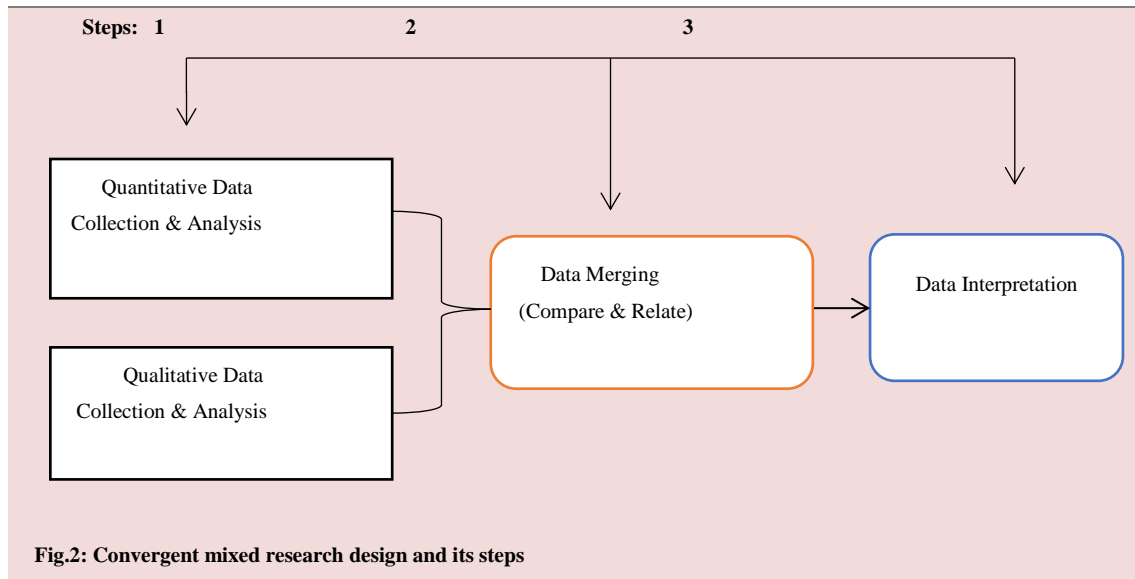 Steps: 1 2 3
Quantitative Data
Collection & Analysis
Qualitative Data
Collection & Analysis
Data Merging
(Compare & Relate)
Data Interpretation
Fig.2: Convergent mixed research design and its steps